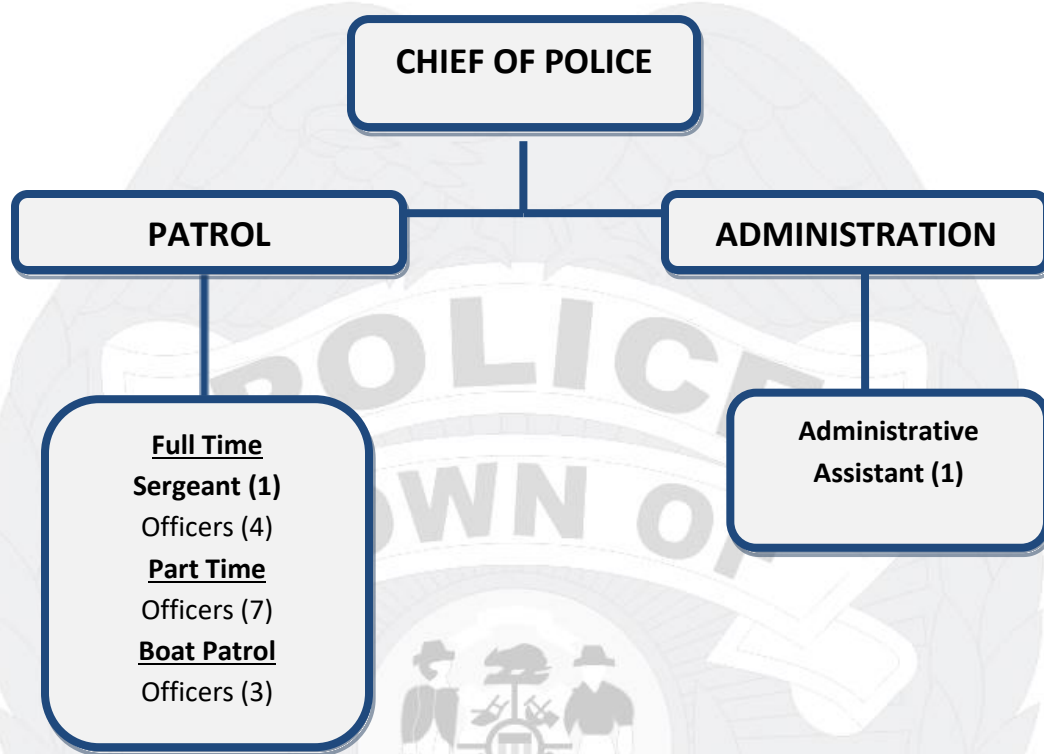 CHIEF OF POLICE
PATROL
ADMINISTRATION
POLICE
TOWN OF
Full Time
Sergeant (1)
Officers (4)
Part Time
Officers (7)
Boat Patrol
Officers (3)
Administrative
Assistant (1)